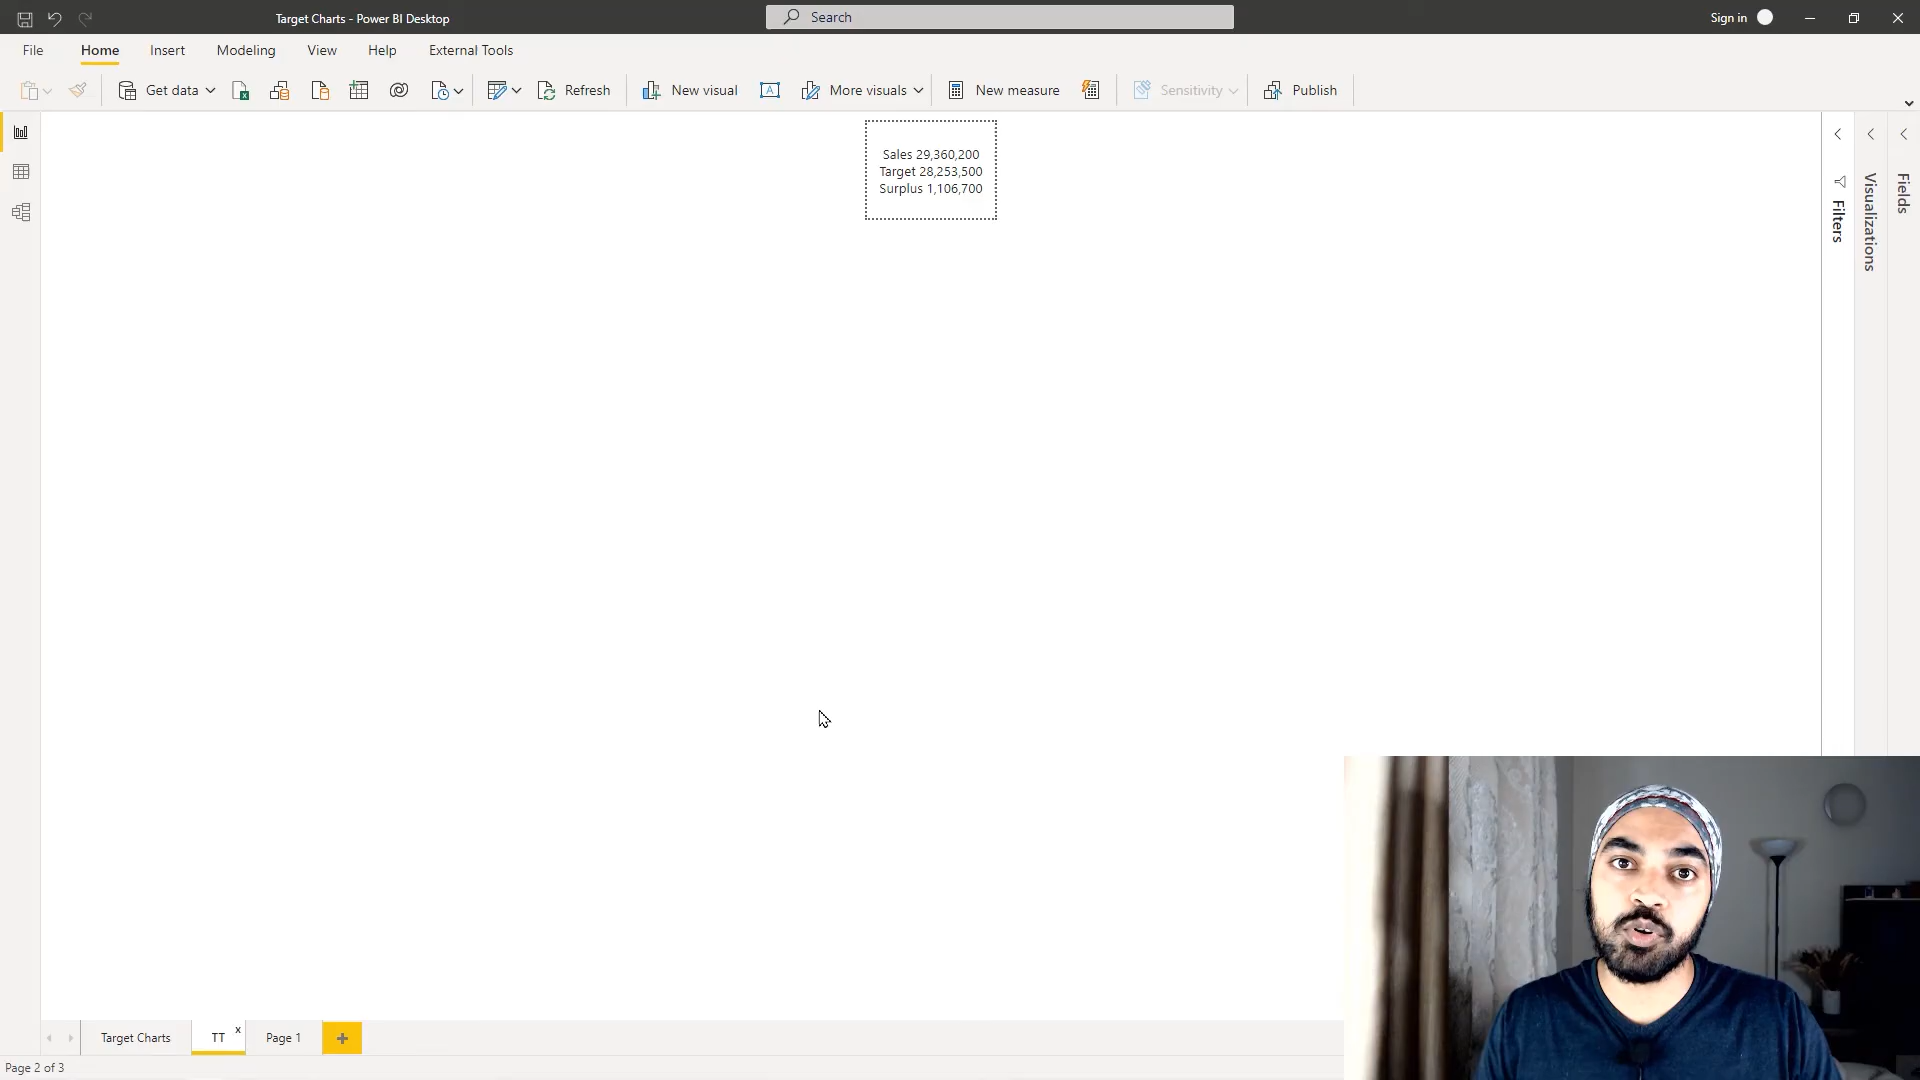 Target Charts - Power BI Desktop
Search
Sign in
File
Home
Insert
Modeling
View
Help
External Tools
Get data
Refresh
New visual
A
More visuals
New measure
Sensitivity
Publish
Sales 29,360,200
Target 28,253,500
Surplus 1,106,700
Filters
Visualizations
Fields
Target Charts
TT
x
Page 1
+
Page 2 of 3